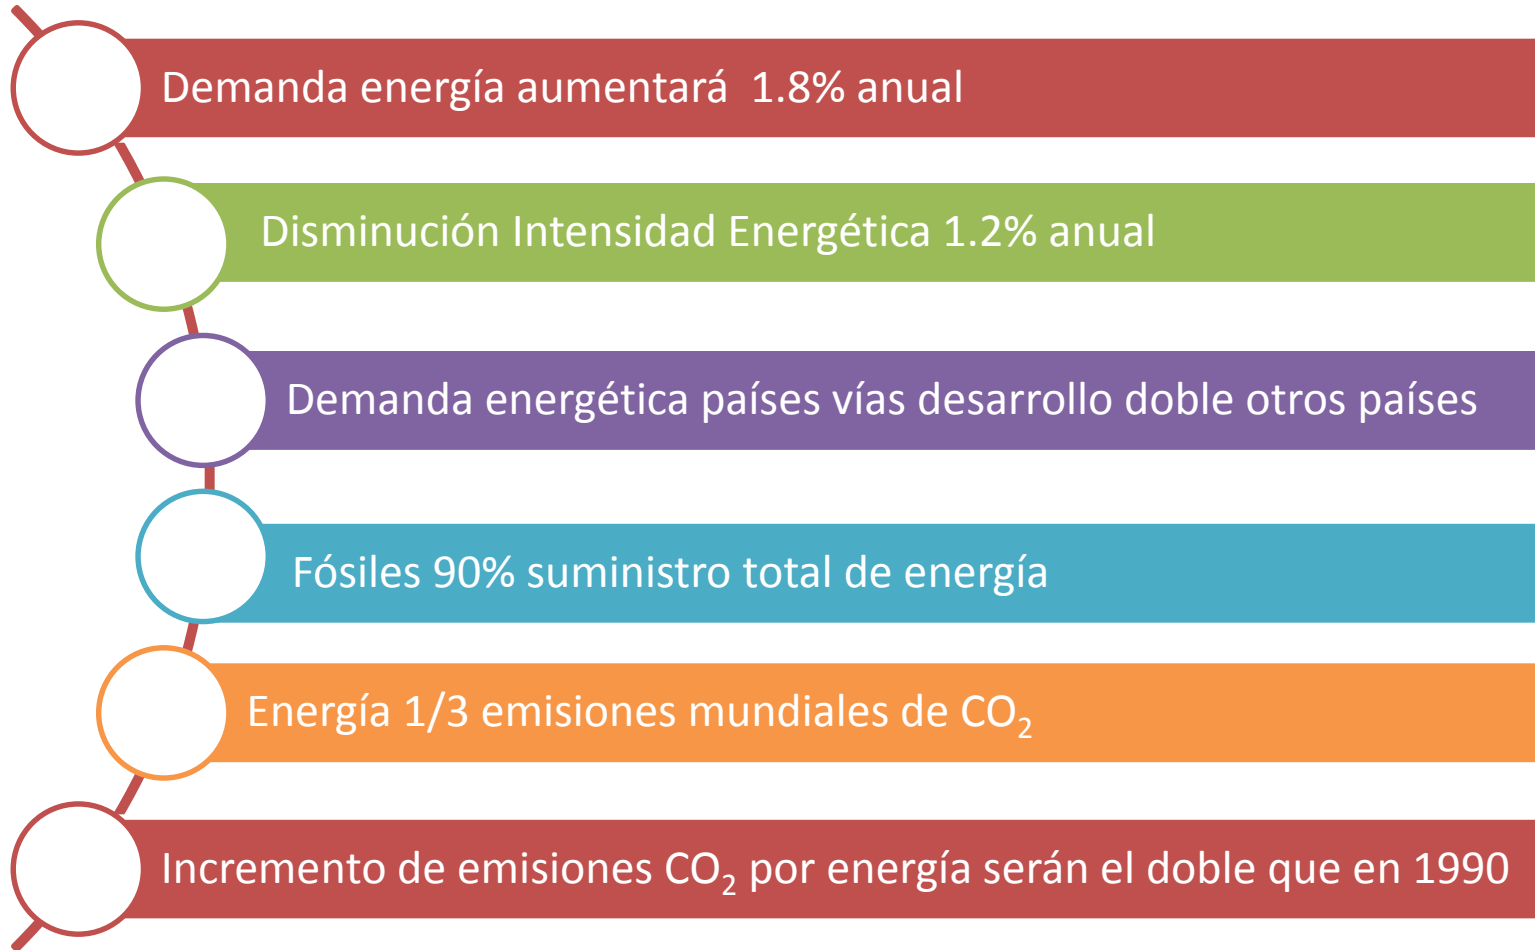 Demanda energía aumentará  1.8% anual
Disminución Intensidad Energética 1.2% anual
Demanda energética países vías desarrollo doble otros países
Fósiles 90% suministro total de energía
Energía 1/3 emisiones mundiales de CO₂
Incremento de emisiones CO₂ por energía serán el doble que en 1990